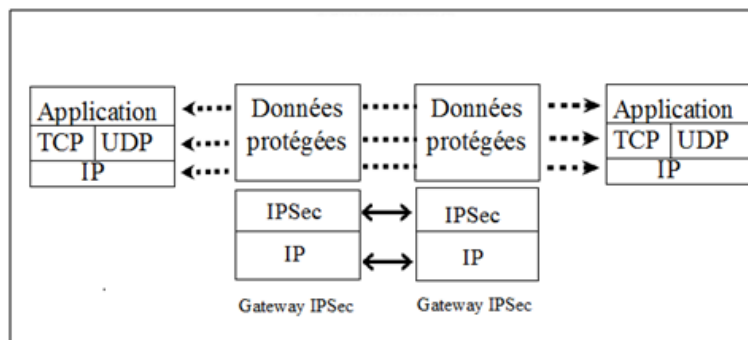 Application
TCP UDP
IP
Données
protégées
IPSec
IP
Gateway IPSec
Données
protégées
IPSec
IP
Gateway IPSec
Application
TCP UDP
IP